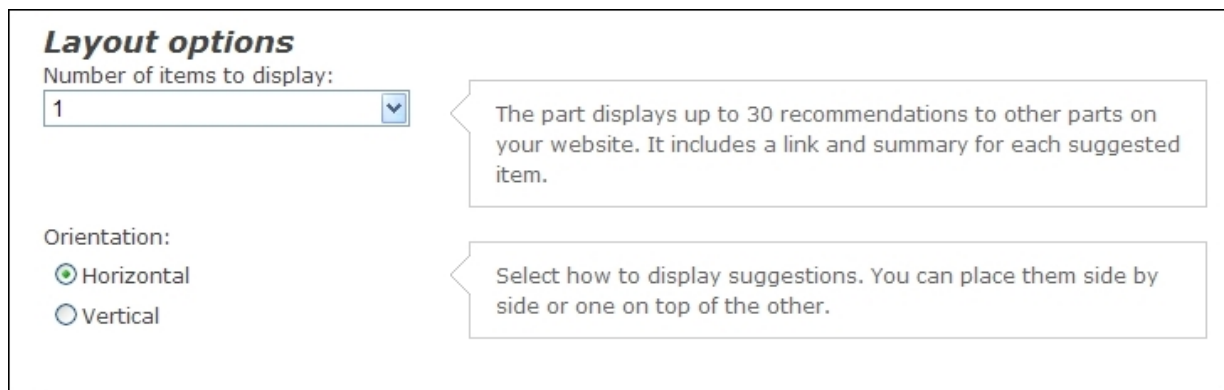 Layout options
Number of items to display:
1
The part displays up to 30 recommendations to other parts on
your website. It includes a link and summary for each suggested
item.
Orientation:
Horizontal
Vertical
Select how to display suggestions. You can place them side by
side or one on top of the other.